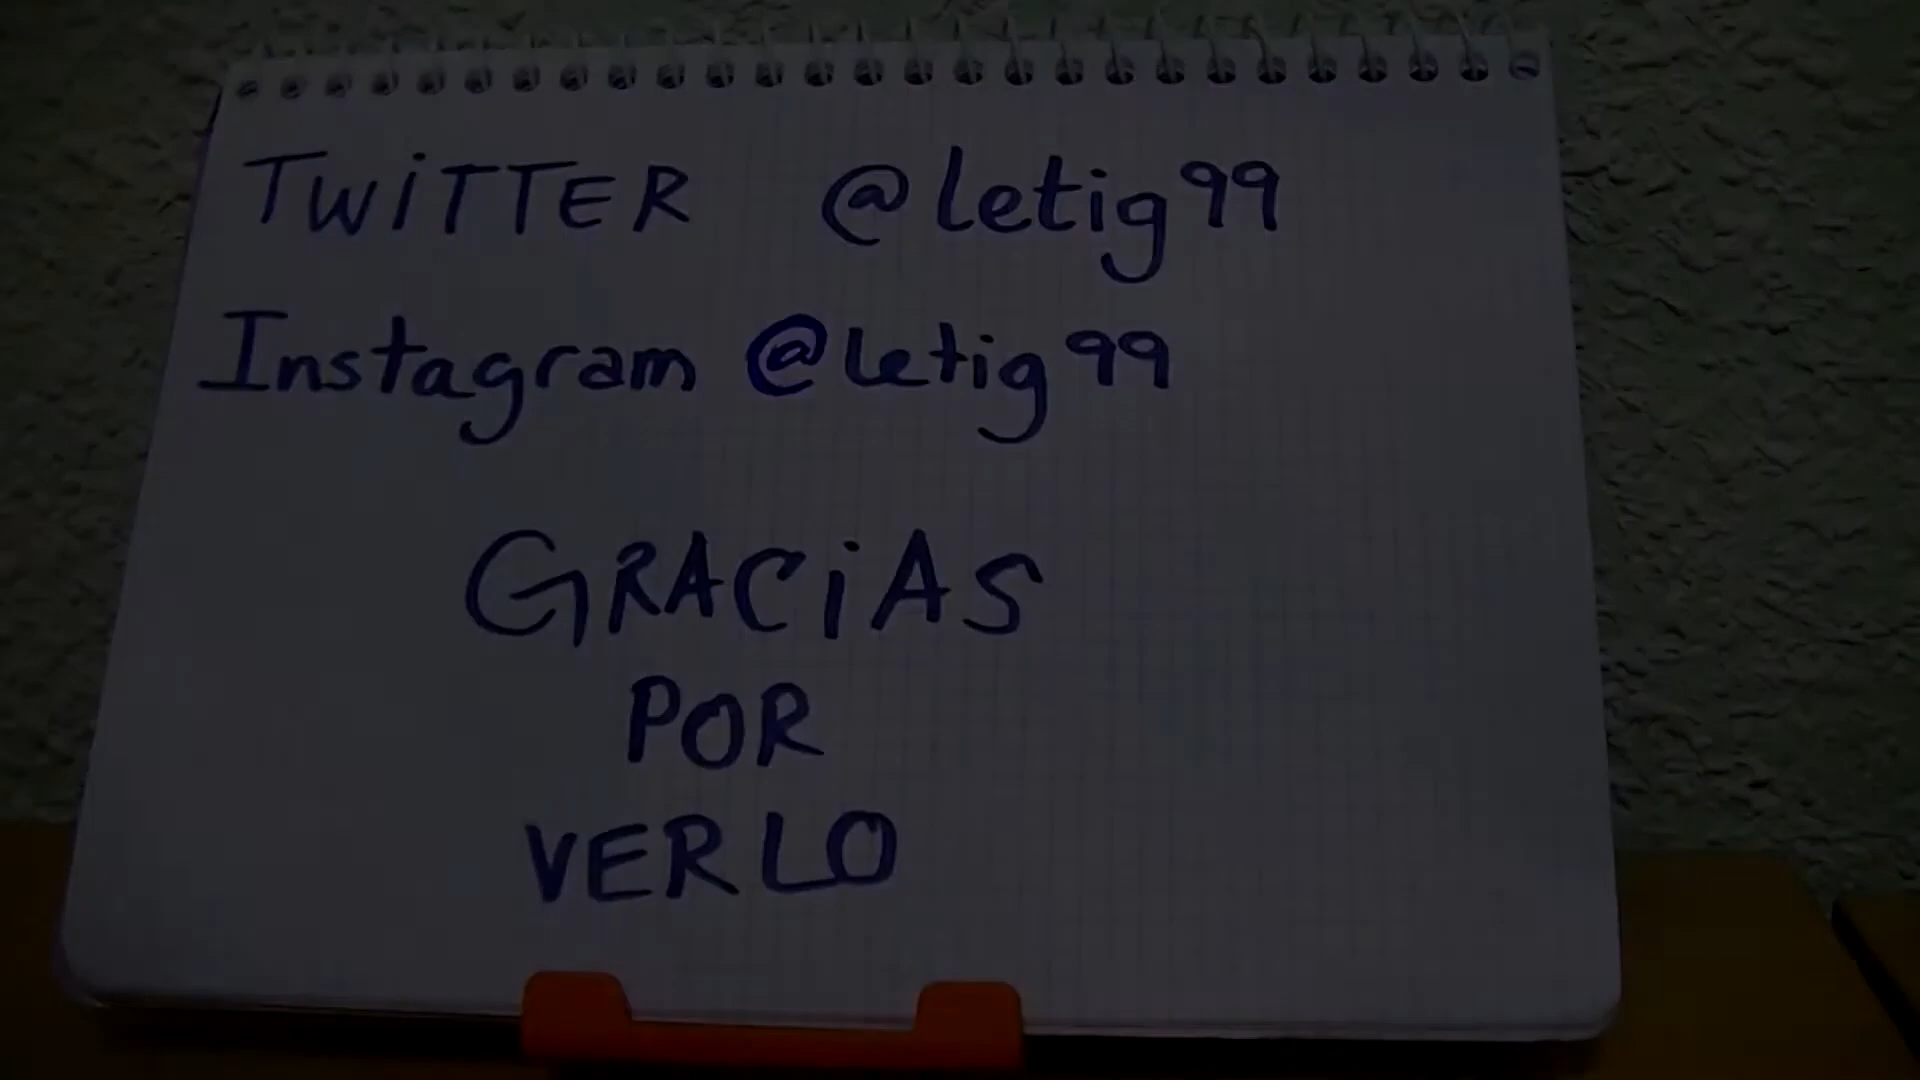 TWiTTER @letig99
Instagram @letig99
GRACiAS
POR
VERLO